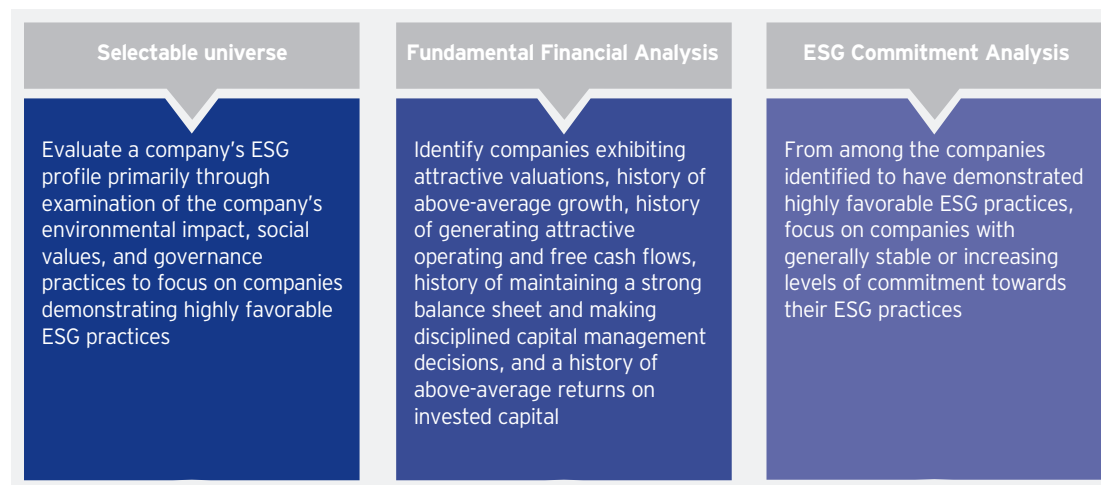 Selectable universe
Evaluate a company's ESG
profile primarily through
examination of the company's
environmental impact, social
values, and governance
practices to focus on companies
demonstrating highly favorable
ESG practices
Fundamental Financial Analysis
Identify companies exhibiting
attractive valuations, history of
above-average growth, history
of generating attractive
operating and free cash flows,
history of maintaining a strong
balance sheet and making
disciplined capital management
decisions, and a history of
above-average returns on
invested capital
ESG Commitment Analysis
From among the companies
identified to have demonstrated
highly favorable ESG practices,
focus on companies with
generally stable or increasing
levels of commitment towards
their ESG practices